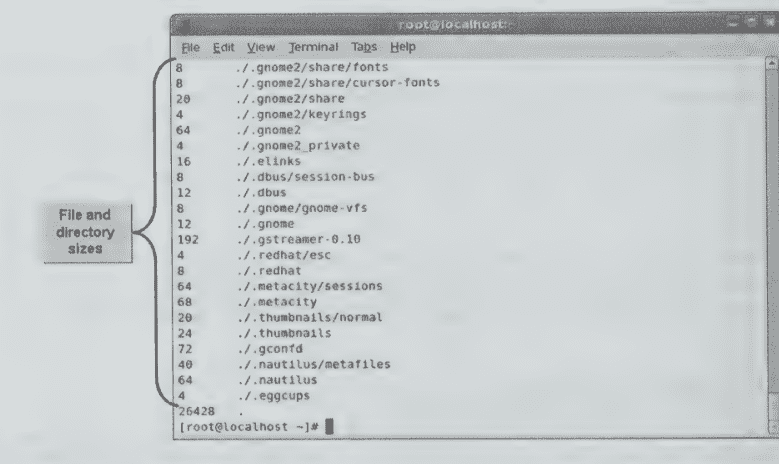 root@localhost:~
File Edit View Terminal Tabs Help
8 ./.gnome2/share/fonts
8 ./.gnome2/share/cursor-fonts
20 ./.gnome2/share
4 ./.gnome2/keyrings
64 ./.gnome2
4 ./.gnome2_private
16 ./.elinks
8 ./.dbus/session-bus
12 ./.dbus
8 ./.gnome/gnome-vfs
12 ./.gnome
192 ./.gstreamer-0.10
4 ./.redhat/esc
8 ./.redhat
64 ./.metacity/sessions
68 ./.metacity
20 ./.thumbnails/normal
24 ./.thumbnails
72 ./.gconfd
40 ./.nautilus/metafiles
64 ./.nautilus
4 ./.eggcups
26428 .
[root@localhost ~]#
File and
directory
sizes